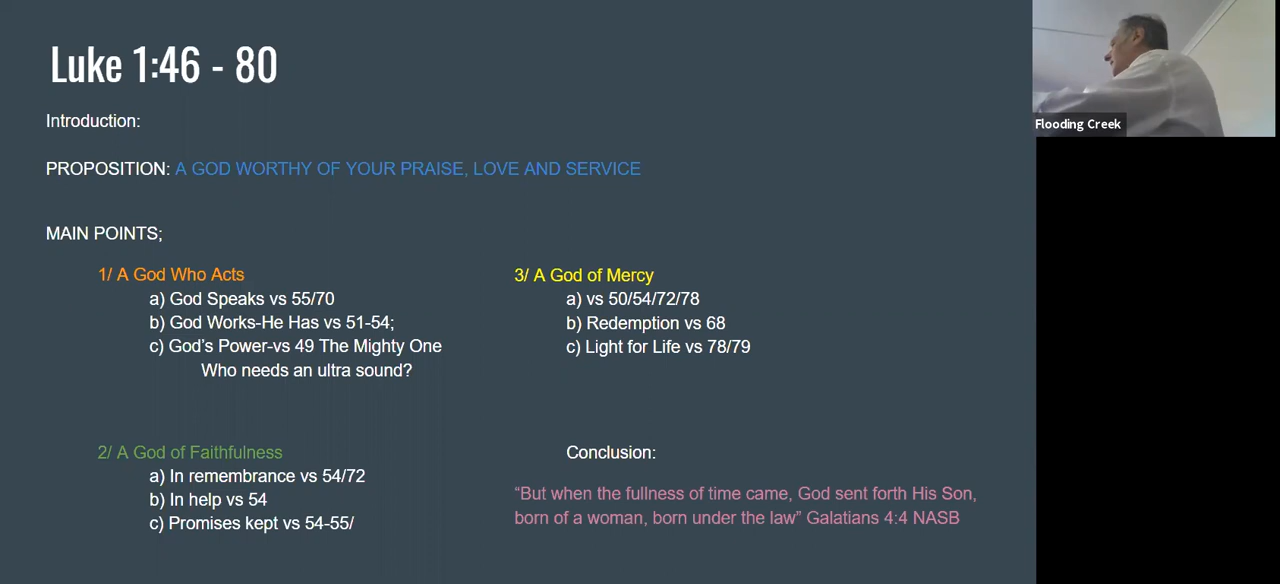 Luke 1:46 - 80
Introduction:
PROPOSITION: A GOD WORTHY OF YOUR PRAISE, LOVE AND SERVICE
MAIN POINTS;
1/ A God Who Acts
a) God Speaks vs 55/70
b) God Works-He Has vs 51-54;
c) God's Power-vs 49 The Mighty One
Who needs an ultra sound?
2/ A God of Faithfulness
a) In remembrance vs 54/72
b) In help vs 54
c) Promises kept vs 54-55/
3/ A God of Mercy
a) vs 50/54/72/78
b) Redemption vs 68
c) Light for Life vs 78/79
Conclusion:
“But when the fullness of time came, God sent forth His Son,
born of a woman, born under the law” Galatians 4:4 NASB
Flooding Creek